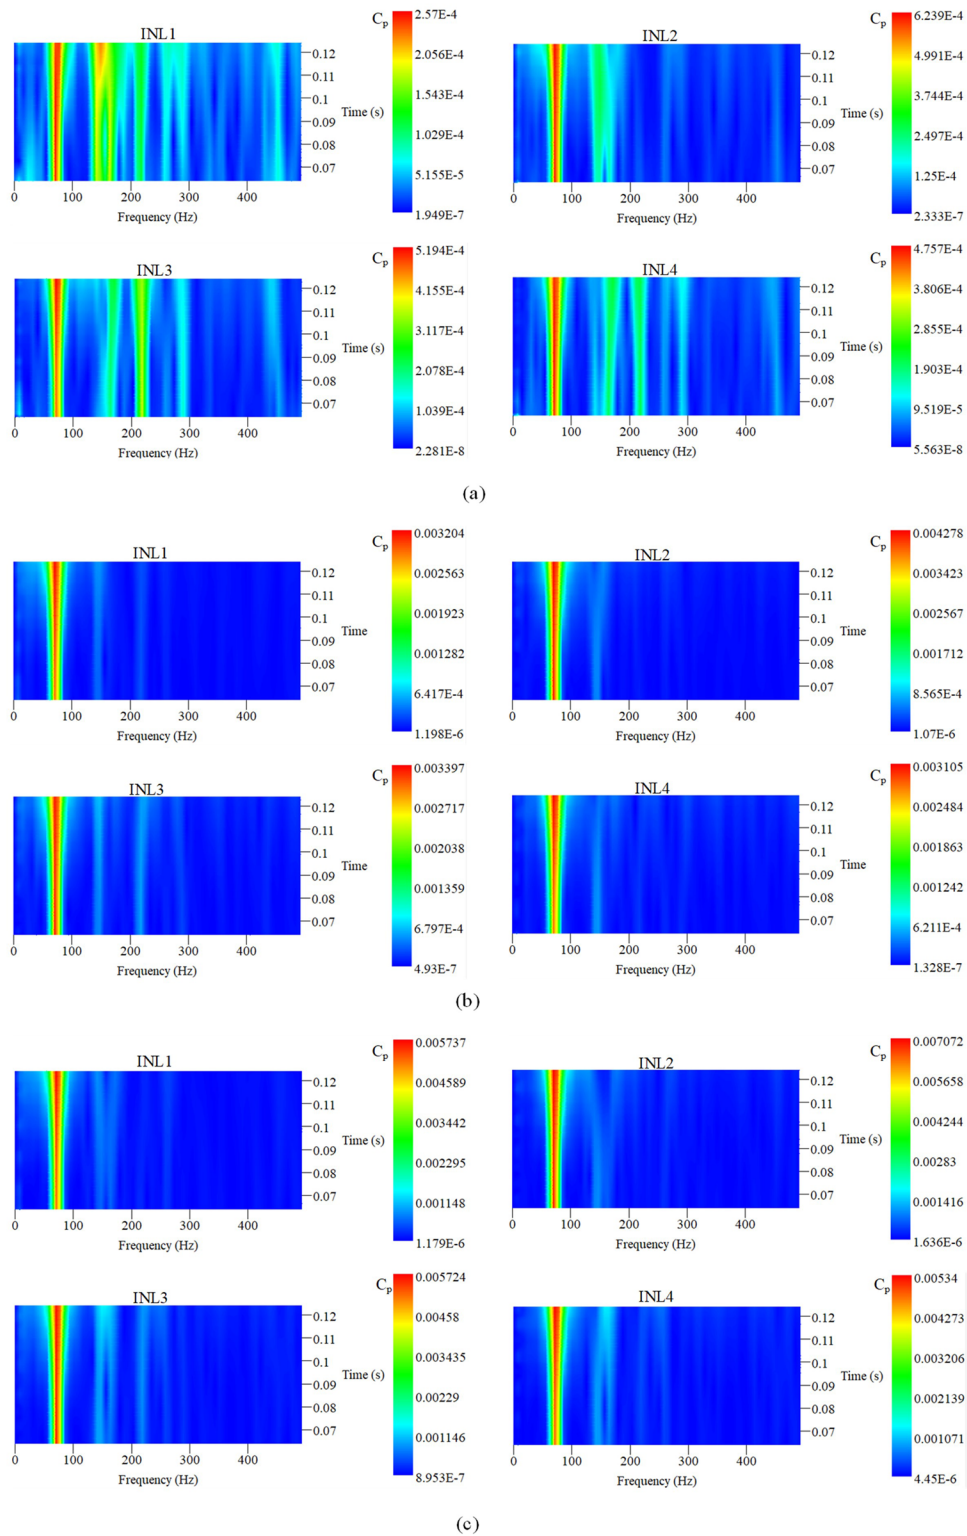 INL1
C_p
2.57E-4
2.056E-4
1.543E-4
1.029E-4
5.155E-5
1.949E-7
0.12
0.11
0.1
0.09
0.08
0.07
Time (s)
0 100 200 300 400
Frequency (Hz)
INL2
C_p
6.239E-4
4.991E-4
3.744E-4
2.497E-4
1.25E-4
2.333E-7
0.12
0.11
0.1
0.09
0.08
0.07
Time (s)
0 100 200 300 400
Frequency (Hz)
INL3
C_p
5.194E-4
4.155E-4
3.117E-4
2.078E-4
1.039E-4
2.281E-8
0.12
0.11
0.1
0.09
0.08
0.07
Time (s)
0 100 200 300 400
Frequency (Hz)
INL4
C_p
4.757E-4
3.806E-4
2.855E-4
1.903E-4
9.519E-5
5.563E-8
0.12
0.11
0.1
0.09
0.08
0.07
Time (s)
0 100 200 300 400
Frequency (Hz)
(a)
INL1
C_p
0.003204
0.002563
0.001923
0.001282
6.417E-4
1.198E-6
0.12
0.11
0.1
0.09
0.08
0.07
Time
0 100 200 300 400
Frequency (Hz)
INL2
C_p
0.004278
0.003423
0.002567
0.001712
8.565E-4
1.07E-6
0.12
0.11
0.1
0.09
0.08
0.07
Time
0 100 200 300 400
Frequency (Hz)
INL3
C_p
0.003397
0.002717
0.002038
0.001359
6.797E-4
4.93E-7
0.12
0.11
0.1
0.09
0.08
0.07
Time
0 100 200 300 400
Frequency (Hz)
INL4
C_p
0.003105
0.002484
0.001863
0.001242
6.211E-4
1.328E-7
0.12
0.11
0.1
0.09
0.08
0.07
Time
0 100 200 300 400
Frequency (Hz)
(b)
INL1
C_p
0.005737
0.004589
0.003442
0.002295
0.001148
1.179E-6
0.12
0.11
0.1
0.09
0.08
0.07
Time (s)
0 100 200 300 400
Frequency (Hz)
INL2
C_p
0.007072
0.005658
0.004244
0.00283
0.001416
1.636E-6
0.12
0.11
0.1
0.09
0.08
0.07
Time (s)
0 100 200 300 400
Frequency (Hz)
INL3
C_p
0.005724
0.00458
0.003435
0.00229
0.001146
8.953E-7
0.12
0.11
0.1
0.09
0.08
0.07
Time (s)
0 100 200 300 400
Frequency (Hz)
INL4
C_p
0.00534
0.004273
0.003206
0.002139
0.001071
4.45E-6
0.12
0.11
0.1
0.09
0.08
0.07
Time (s)
0 100 200 300 400
Frequency (Hz)
(c)